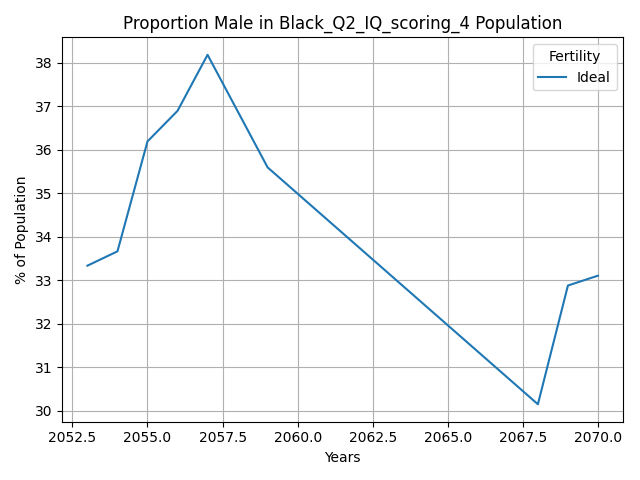 Proportion Male in Black_Q2_IQ_scoring_4 Population
Fertility
Ideal
% of Population
38
37
36
35
34
33
32
31
30
2052.5 2055.0 2057.5 2060.0 2062.5 2065.0 2067.5 2070.0
Years